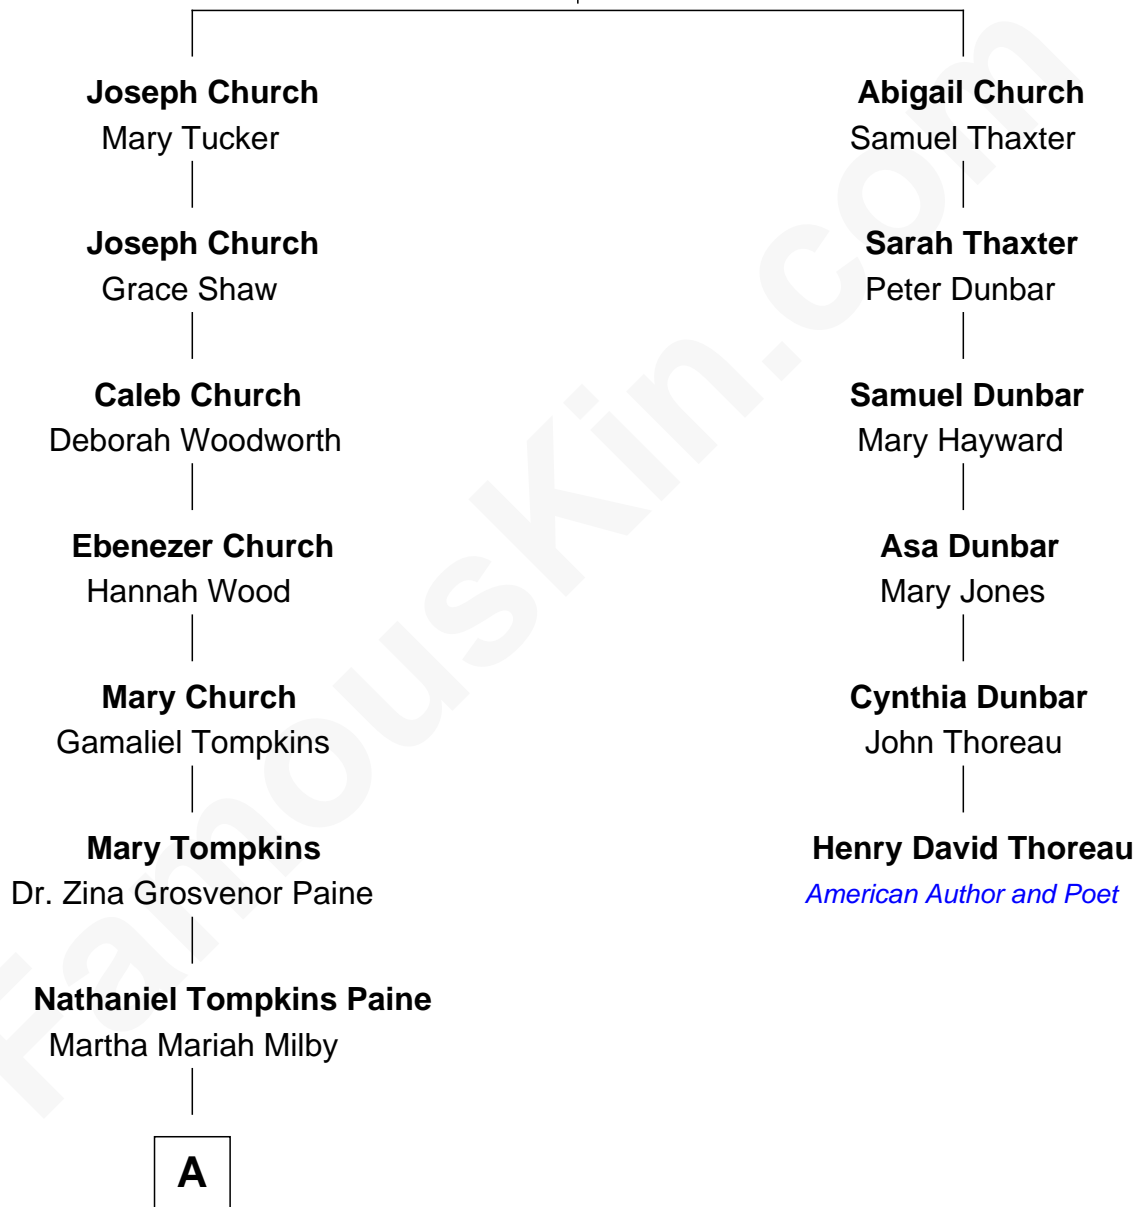 Joseph Church
Mary Tucker
Joseph Church
Grace Shaw
Caleb Church
Deborah Woodworth
Ebenezer Church
Hannah Wood
Mary Church
Gamaliel Tompkins
Mary Tompkins
Dr. Zina Grosvenor Paine
Nathaniel Tompkins Paine
Martha Mariah Milby
A
Abigail Church
Samuel Thaxter
Sarah Thaxter
Peter Dunbar
Samuel Dunbar
Mary Hayward
Asa Dunbar
Mary Jones
Cynthia Dunbar
John Thoreau
Henry David Thoreau
American Author and Poet
FamousKin.com